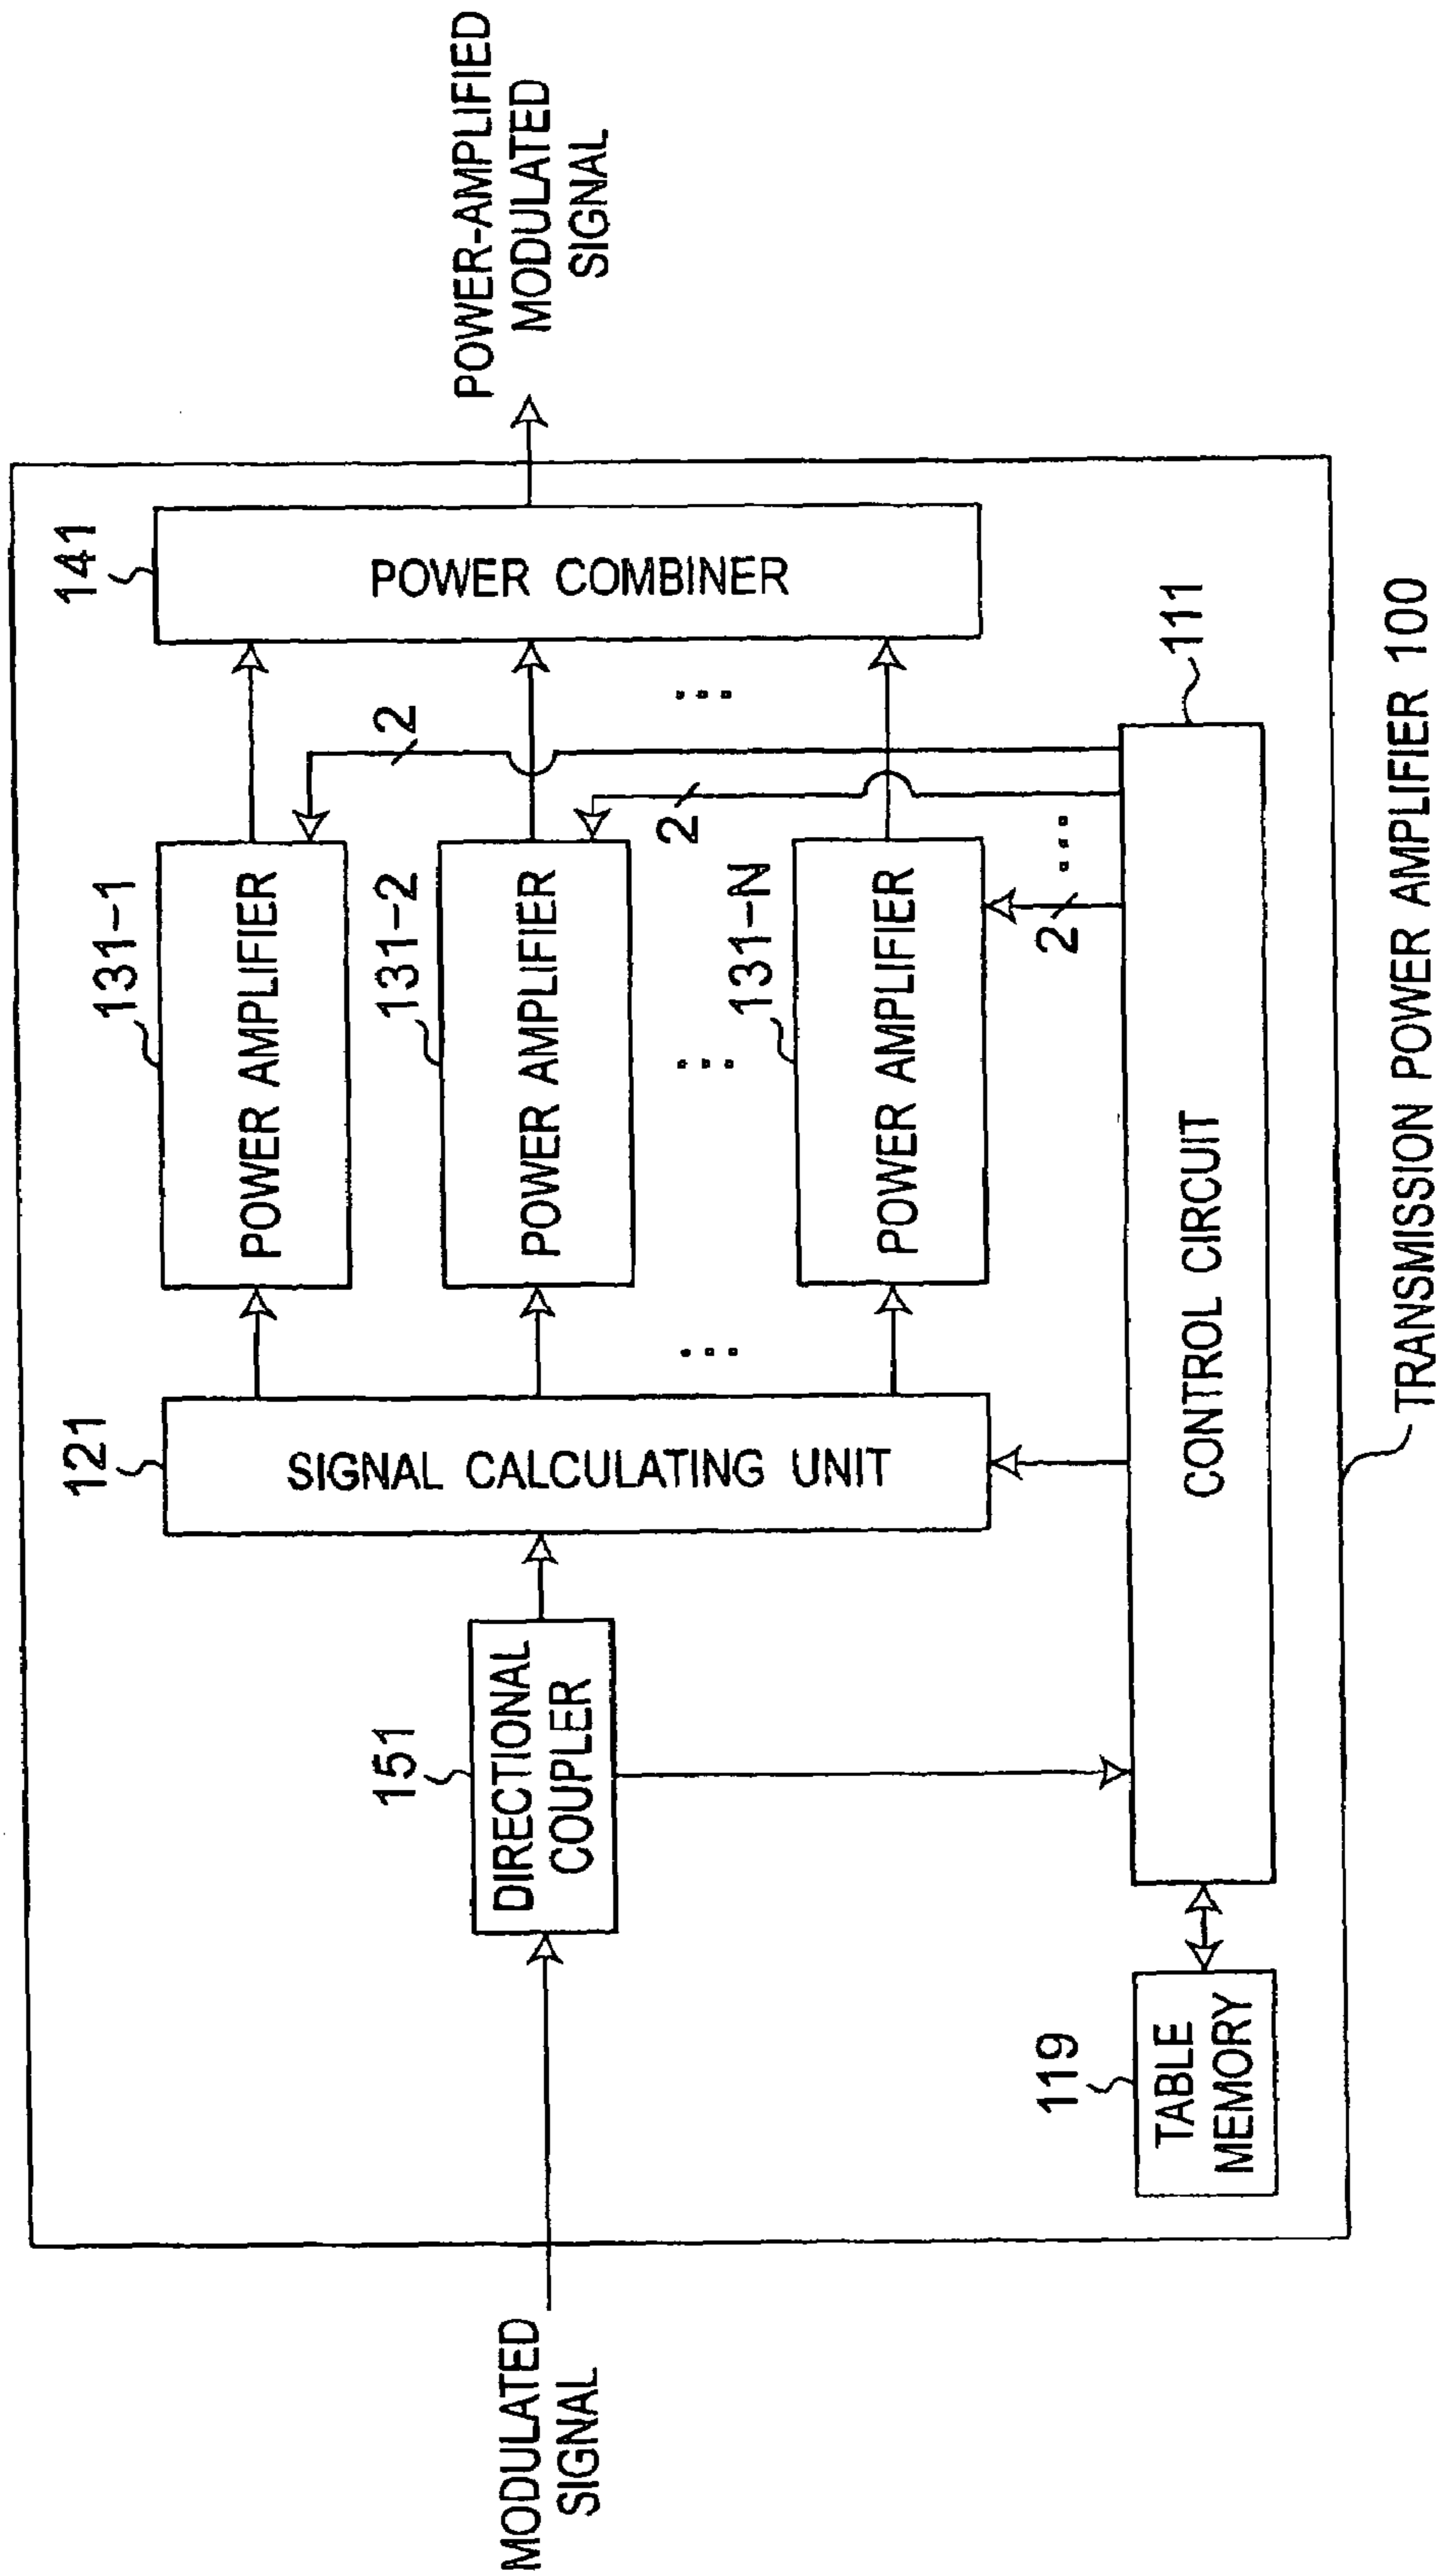 MODULATED
SIGNAL
151
DIRECTIONAL
COUPLER
121
SIGNAL CALCULATING UNIT
131-1
POWER AMPLIFIER
131-2
POWER AMPLIFIER
131-N
POWER AMPLIFIER
...
...
...
...
2
2
2
141
POWER COMBINER
POWER-AMPLIFIED
MODULATED
SIGNAL
119
TABLE
MEMORY
CONTROL CIRCUIT
111
TRANSMISSION POWER AMPLIFIER 100